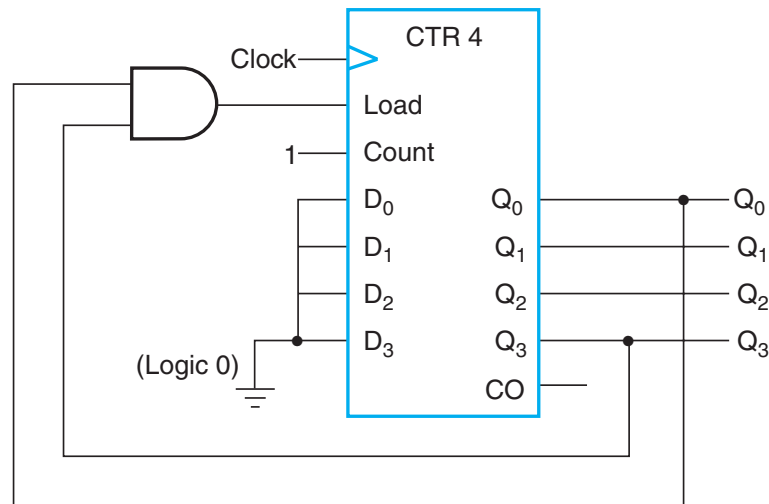 CTR 4
Clock
Load
1
Count
D0
Q0
Q0
D1
Q1
Q1
D2
Q2
Q2
D3
Q3
Q3
(Logic 0)
CO